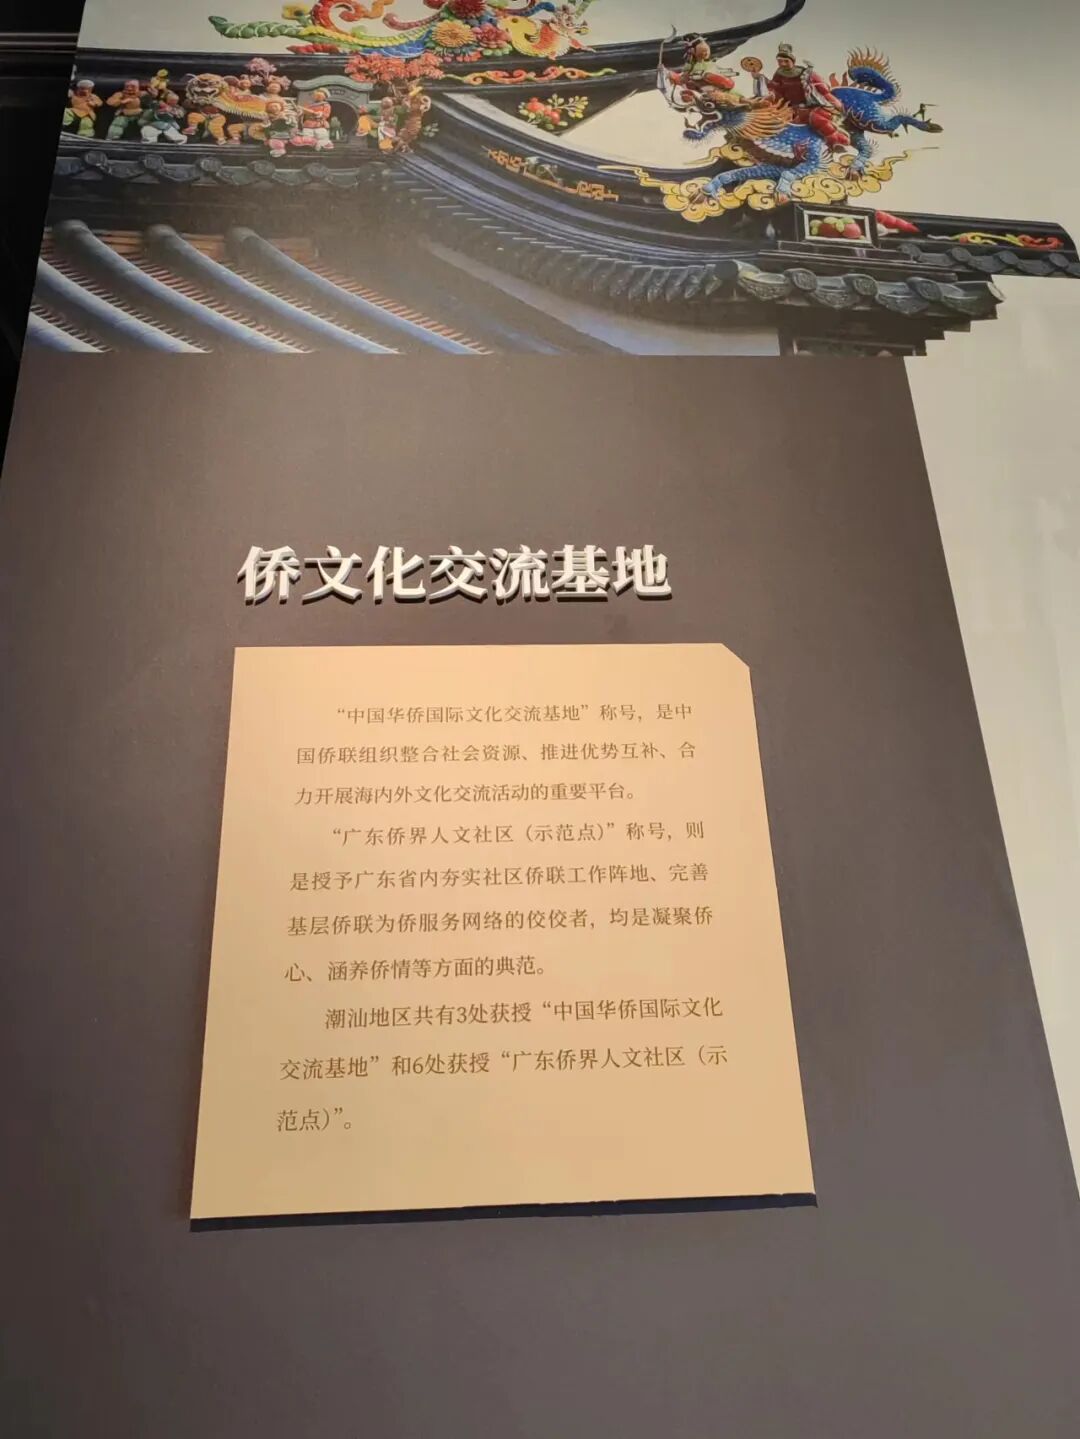 侨文化交流基地
“中国华侨国际文化交流基地”称号，是中
国侨联组织整合社会资源、推进优势互补、合
力开展海内外文化交流活动的重要平台。
“广东侨界人文社区（示范点）”称号，则
是授予广东省内夯实社区侨联工作阵地、完善
基层侨联为侨服务网络的佼佼者，均是凝聚侨
心、涵养侨情等方面的典范。
潮汕地区共有3处获授“中国华侨国际文化
交流基地”和6处获授“广东侨界人文社区（示
范点）”。